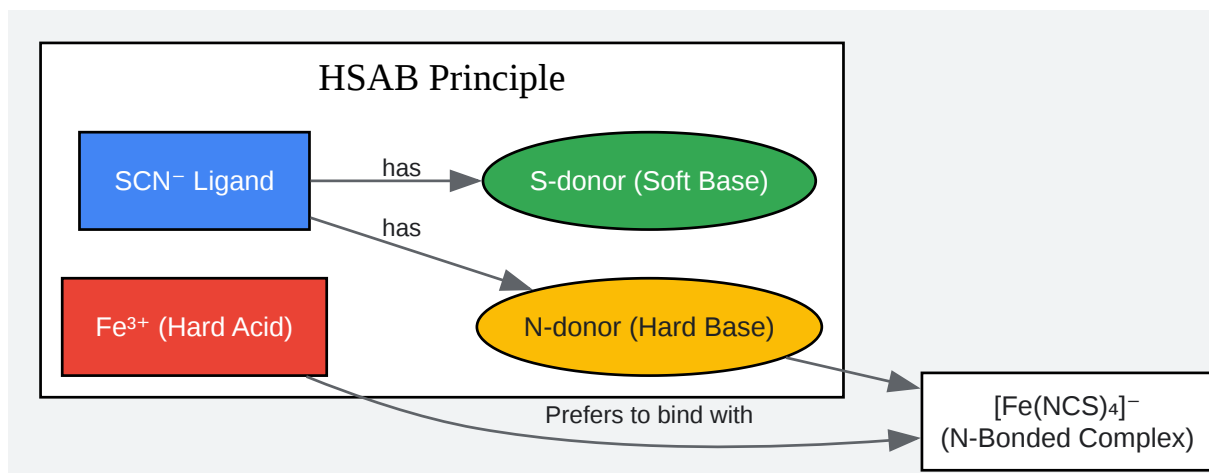 HSAB Principle
SCN⁻ Ligand
has
S-donor (Soft Base)
has
Fe³⁺ (Hard Acid)
N-donor (Hard Base)
Prefers to bind with
[Fe(NCS)₄]⁻
(N-Bonded Complex)